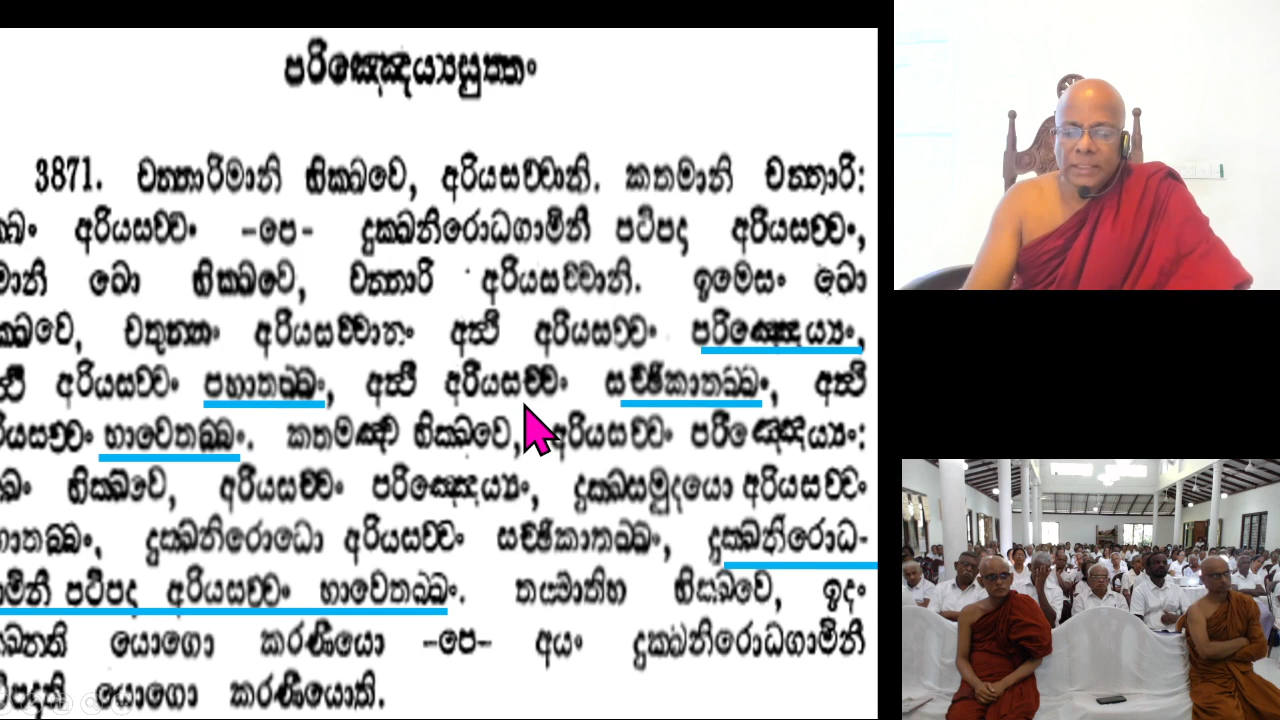 පරිඤ්ඤෙය්‍යසුත්තං
3871. චත්තාරිමානි භික්ඛවෙ, අරියසච්චානි. කතමානි චත්තාරි:
අරියසච්චං -පෙ- දුක්ඛනිරොධගාමිනී පටිපදා අරියසච්චං,
ඛො භික්ඛවෙ, චත්තාරි අරියසච්චානි. ඉමෙසං ඛො
චතුන්නං අරියසච්චානං අත්ථි අරියසච්චං පරිඤ්ඤෙය්‍යං,
අරියසච්චං පහාතබ්බං, අත්ථි අරියසච්චං සච්ඡිකාතබ්බං, අත්ථි
භාවෙතබ්බං. කතමඤ්ච භික්ඛවෙ, අරියසච්චං පරිඤ්ඤෙය්‍යං:
භික්ඛවෙ, අරියසච්චං පරිඤ්ඤෙය්‍යං, දුක්ඛසමුදයො අරියසච්චං
දුක්ඛනිරොධො අරියසච්චං සච්ඡිකාතබ්බං, දුක්ඛනිරොධ-
පටිපදා අරියසච්චං භාවෙතබ්බං. තස්මාතිහ භික්ඛවෙ, ඉදං
යොගො කරණීයො -පෙ- අයං දුක්ඛනිරොධගාමිනී
යොගො කරණීයොති.